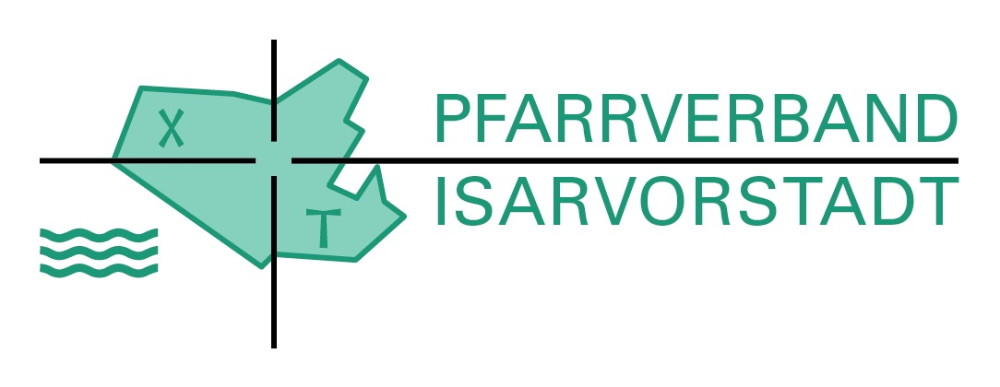 X
T
PFARRVERBAND
ISARVORSTADT